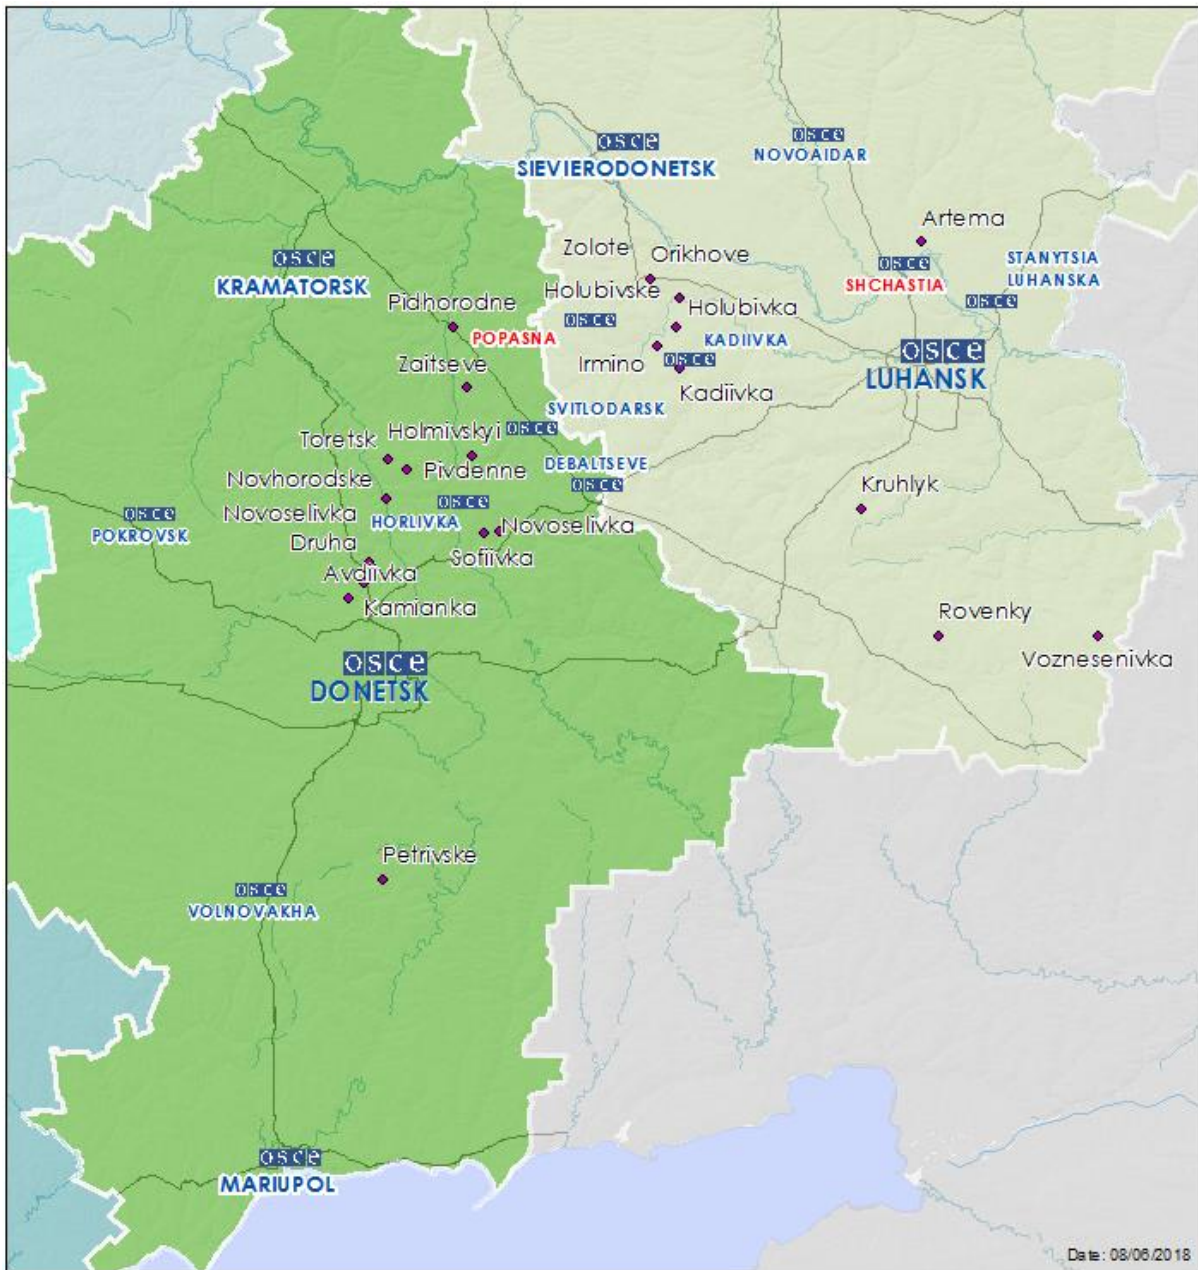 osce
NOVOAIDAR
osce
SIEVIERODONETSK
Artema
Zolote
Orikhove
osce
SHCHASTIA
STANYTSIA
LUHANSKA
osce
osce
KRAMATORSK
Holubivske
Holubivka
Pidhorodne
osce
POPASNA
KADIIVKA
osce
LUHANSK
Zaitseve
Irmino
osce
Kadiivka
SVITLODARSK
Toretsk
Holmivskyi
osce
Novhorodske
Pivdenne
DEBALTSEVE
osce
Kruhlyk
osce
POKROVSK
Novoselivka
Druha
osce
HORLIVKA
Novoselivka
Sofiivka
Avdiivka
Kamianka
Rovenky
Voznesenivka
osce
DONETSK
Petrivske
osce
VOLNOVAKHA
osce
MARIUPOL
Date: 08/06/2018